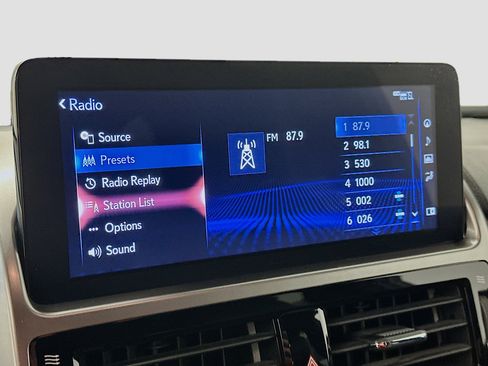 Radio
Source
Presets
Radio Replay
Station List
Options
Sound
FM 87.9
1 87.9
2 98.1
3 530
4 1000
5 002
6 026